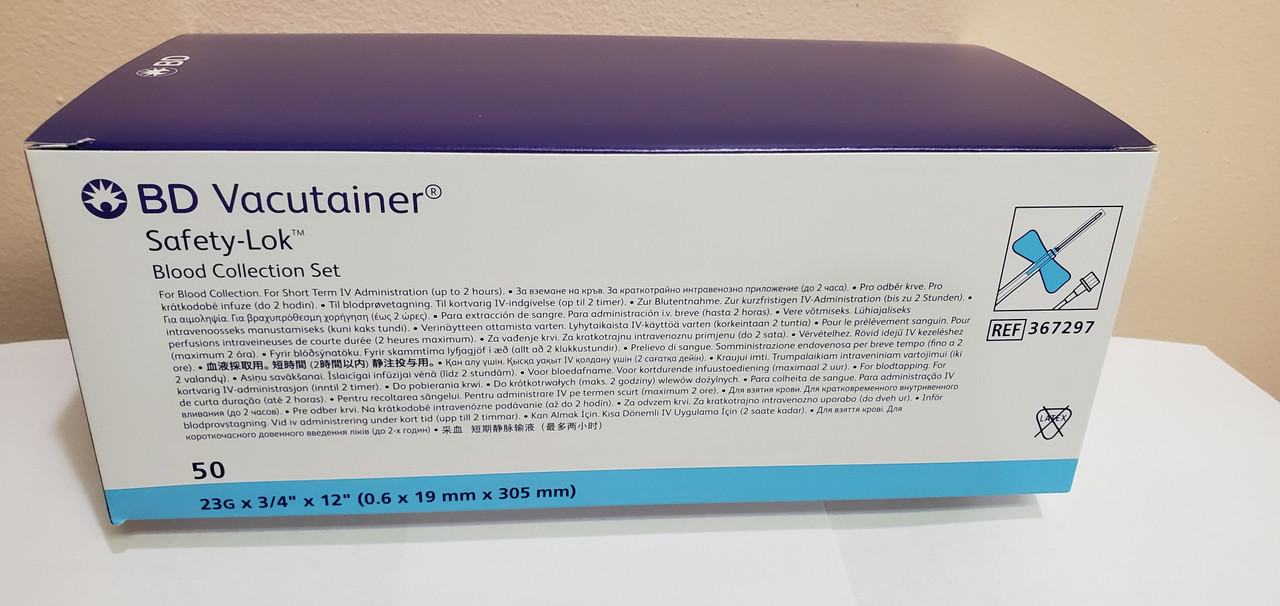 BD
BD Vacutainer®
Safety-Lok™
Blood Collection Set
For Blood Collection. For Short Term IV Administration (up to 2 hours). • За вземане на кръв. За краткотрайно интравенозно приложение (до 2 часа). • Pro odběr krve. Pro
krátkodobé infuze (do 2 hodin). • Til blodprøvetagning. Til kortvarig IV-indgivelse (op til 2 timer). • Zur Blutentnahme. Zur kurzfristigen IV-Administration (bis zu 2 Stunden). •
Για αιμοληψία. Για βραχυπρόθεσμη χορήγηση (έως 2 ώρες). • Para extracción de sangre. Para administración i.v. breve (hasta 2 horas). • Vere võtmiseks. Lühiajaliseks
intravenoosseks manustamiseks (kuni kaks tundi). • Verinäytteen ottamista varten. Lyhytaikaista IV-käyttöä varten (korkeintaan 2 tuntia) • Pour le prélèvement sanguin. Pour
perfusions intraveineuses de courte durée (2 heures maximum). • Za vađenje krvi. Za kratkotrajnu intravenoznu primjenu (do 2 sata). • Vérvételhez. Rövid idejű IV kezeléshez
(maximum 2 óra). • Fyrir blóðsýnatöku. Fyrir skammtíma lyfjagjöf í æð (allt að 2 klukkustundir). • Prelievo di sangue. Somministrazione endovenosa per breve tempo (fino a 2
ore). • 血液採取用。短時間 (2時間以内) 静注投与用。 • Қан алу үшін. Қысқа уақыт IV қолдану үшін (2 сағатқа дейін). • Kraujui imti. Trumpalaikiam intraveniniam vartojimui (iki
2 valandų). • Asiņu savākšanai. Īslaicīgai infūzijai vēnā (līdz 2 stundām). • Voor bloedafname. Voor kortdurende infuustoediening (maximaal 2 uur). • For blodtapping. For
kortvarig IV-administrasjon (inntil 2 timer). • Do pobierania krwi. • Do krótkotrwałych (maks. 2 godziny) wlewów dożylnych. • Para colheita de sangue. Para administração IV
de curta duração (até 2 horas). • Pentru recoltarea sângelui. Pentru administrare IV pe termen scurt (maximum 2 ore). • Для взятия крови. Для кратковременного внутривенного
вливания (до 2 часов). • Pre odber krvi. Na krátkodobé intravenózne podávanie (až do 2 hodín). • Za odvzem krvi. Za kratkotrajno intravenozno uporabo (do dveh ur). • Inför
blodprovstagning. Vid iv administrering under kort tid (upp till 2 timmar). • Kan Almak İçin. Kısa Dönemli IV Uygulama İçin (2 saate kadar). • Для взяття крові. Для
короткочасного довенного введення ліків (до 2-х годин) • 采血 短期静脉输液（最多两小时）
REF 367297
LATEX
50
23G x 3/4" x 12" (0.6 x 19 mm x 305 mm)